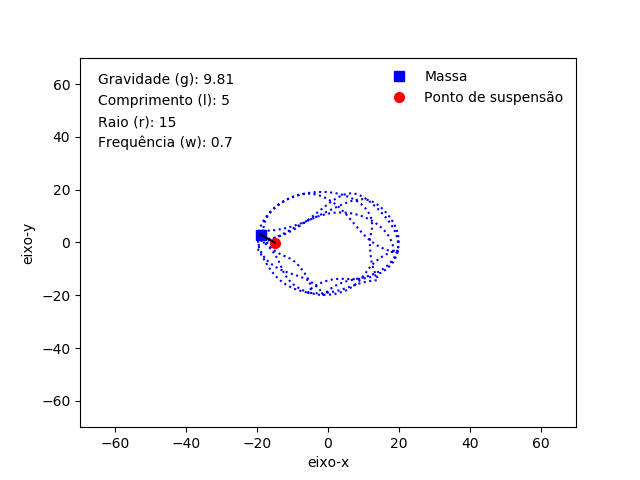 Gravidade (g): 9.81
Comprimento (l): 5
Raio (r): 15
Frequência (w): 0.7
Massa
Ponto de suspensão
60
40
20
0
−20
−40
−60
eixo-y
−60
−40
−20
0
20
40
60
eixo-x